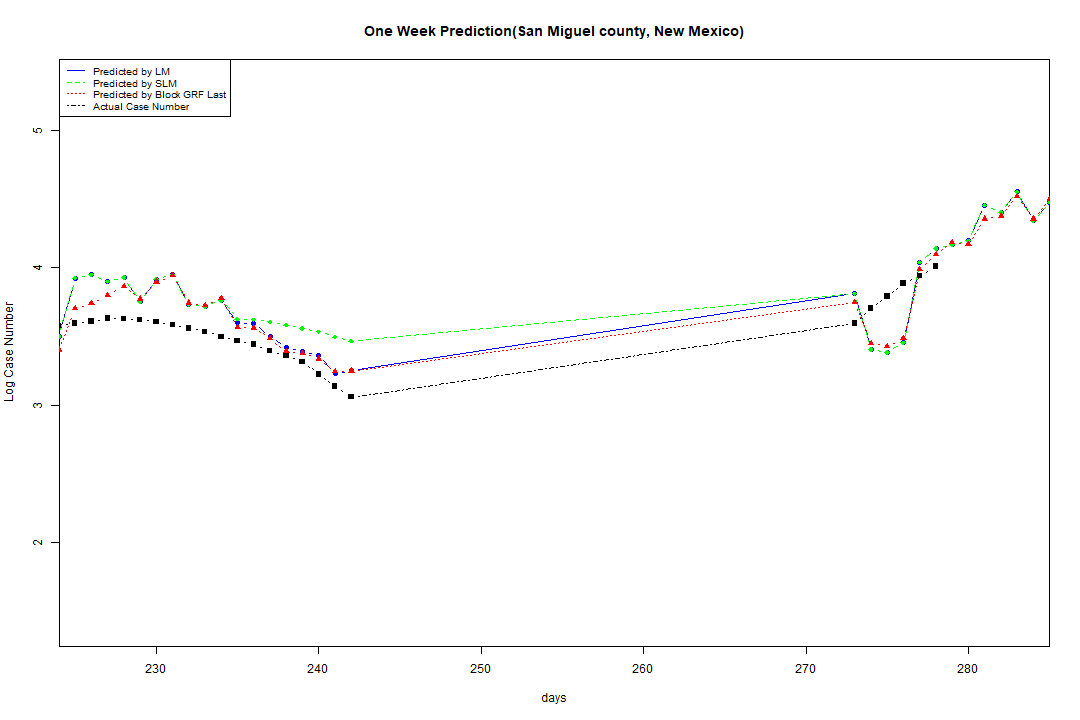 One Week Prediction(San Miguel county, New Mexico)
Predicted by LM
Predicted by SLM
Predicted by Block GRF Last
Actual Case Number
5
4
3
2
Log Case Number
230 240 250 260 270 280
days